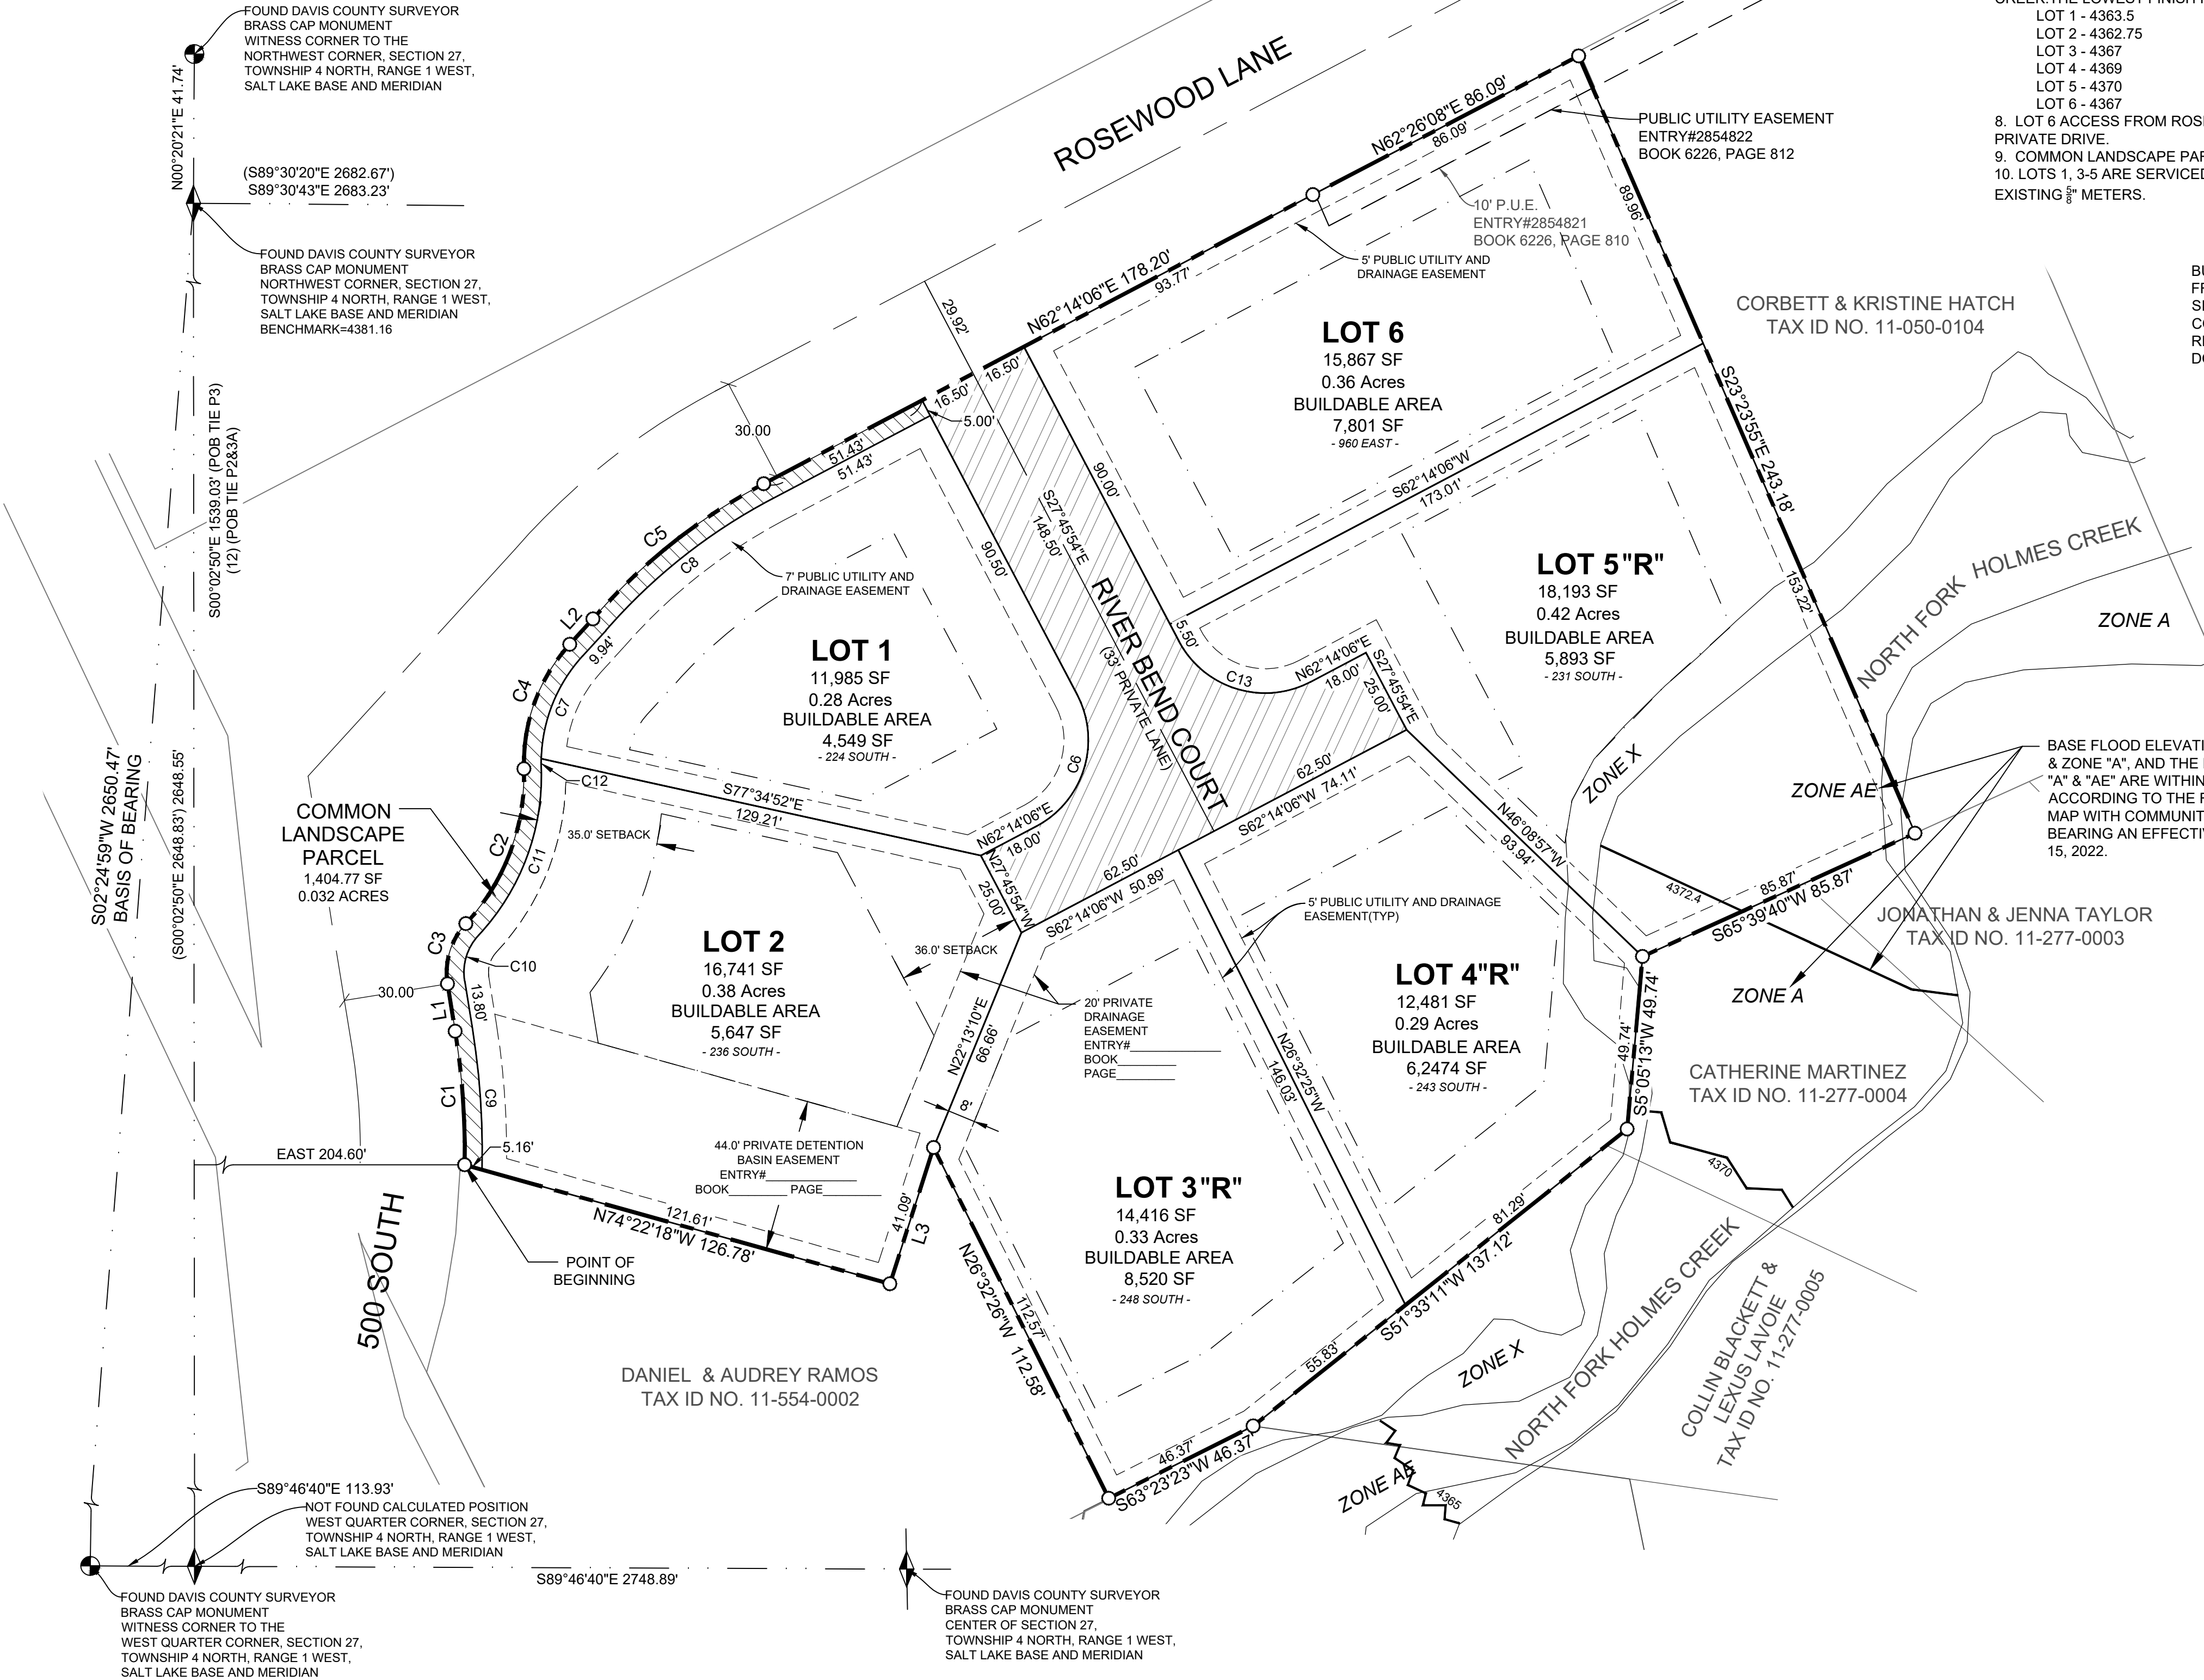 FOUND DAVIS COUNTY SURVEYOR
BRASS CAP MONUMENT
WITNESS CORNER TO THE
NORTHWEST CORNER, SECTION 27,
TOWNSHIP 4 NORTH, RANGE 1 WEST,
SALT LAKE BASE AND MERIDIAN
N00°20'21"E 41.74'
(S89°30'20"E 2682.67')
S89°30'43"E 2683.23'
FOUND DAVIS COUNTY SURVEYOR
BRASS CAP MONUMENT
NORTHWEST CORNER, SECTION 27,
TOWNSHIP 4 NORTH, RANGE 1 WEST,
SALT LAKE BASE AND MERIDIAN
BENCHMARK=4381.16
S00°02'50"E 1539.03' (POB TIE P3)
(12) (POB TIE P2&3A)
S02°24'59"W 2650.47'
BASIS OF BEARING
(S00°02'50"E 2648.83') 2648.55'
ROSEWOOD LANE
LOT 1 - 4363.5
LOT 2 - 4362.75
LOT 3 - 4367
LOT 4 - 4369
LOT 5 - 4370
LOT 6 - 4367
8. LOT 6 ACCESS FROM ROSE
PRIVATE DRIVE.
9. COMMON LANDSCAPE PAR
10. LOTS 1, 3-5 ARE SERVICED
EXISTING 5/8" METERS.
N62°26'08"E 86.09'
86.09'
PUBLIC UTILITY EASEMENT
ENTRY#2854822
BOOK 6226, PAGE 812
10' P.U.E.
ENTRY#2854821
BOOK 6226, PAGE 810
5' PUBLIC UTILITY AND
DRAINAGE EASEMENT
89.96'
N62°14'06"E 178.20'
93.77'
29.92'
16.50'
16.50'
5.00'
30.00
51.43'
51.43'
LOT 6
15,867 SF
0.36 Acres
BUILDABLE AREA
7,801 SF
- 960 EAST -
CORBETT & KRISTINE HATCH
TAX ID NO. 11-050-0104
S23°23'55"E 243.18'
153.22'
S62°14'06"W
173.01'
90.00'
90.50'
S27°45'54"E
148.50'
RIVER BEND COURT
(33' PRIVATE LANE)
5.50'
C13
N62°14'06"E
18.00'
S27°45'54"E
25.00'
LOT 5"R"
18,193 SF
0.42 Acres
BUILDABLE AREA
5,893 SF
- 231 SOUTH -
NORTH FORK HOLMES CREEK
ZONE A
ZONE X
ZONE AE
BASE FLOOD ELEVATI
& ZONE "A", AND THE
"A" & "AE" ARE WITHIN
ACCORDING TO THE F
MAP WITH COMMUNIT
BEARING AN EFFECTIV
15, 2022.
C5
C8
L2
9.94'
C4
C7
7' PUBLIC UTILITY AND
DRAINAGE EASEMENT
LOT 1
11,985 SF
0.28 Acres
BUILDABLE AREA
4,549 SF
- 224 SOUTH -
C6
C12
S77°34'52"E
129.21'
N62°14'06"E
18.00'
N27°45'54"W
25.00'
62.50'
62.50'
S62°14'06"W 74.11'
S62°14'06"W 50.89'
N46°08'57"W
93.94'
COMMON
LANDSCAPE
PARCEL
1,404.77 SF
0.032 ACRES
C2
C11
C3
C10
30.00
L1
13.80'
C1
C9
5.16'
35.0' SETBACK
LOT 2
16,741 SF
0.38 Acres
BUILDABLE AREA
5,647 SF
- 236 SOUTH -
36.0' SETBACK
20' PRIVATE
DRAINAGE
EASEMENT
ENTRY#
BOOK
PAGE
5' PUBLIC UTILITY AND DRAINAGE
EASEMENT(TYP)
N22°13'10"E
66.66'
8'
44.0' PRIVATE DETENTION
BASIN EASEMENT
ENTRY#
BOOK PAGE
EAST 204.60'
500 SOUTH
POINT OF
BEGINNING
121.61'
N74°22'18"W 126.78'
41.09'
L3
LOT 4"R"
12,481 SF
0.29 Acres
BUILDABLE AREA
6,2474 SF
- 243 SOUTH -
N26°32'25"W
146.03'
4372.4
85.87'
S65°39'40"W 85.87'
JONATHAN & JENNA TAYLOR
TAX ID NO. 11-277-0003
ZONE A
49.74'
S5°05'13"W 49.74'
CATHERINE MARTINEZ
TAX ID NO. 11-277-0004
4370
LOT 3"R"
14,416 SF
0.33 Acres
BUILDABLE AREA
8,520 SF
- 248 SOUTH -
81.29'
S51°33'11"W 137.12'
55.83'
N26°32'26"W 112.58'
112.57'
46.37'
S63°23'23"W 46.37'
ZONE X
ZONE AE
4365
NORTH FORK HOLMES CREEK
COLLIN BLACKETT &
LEXUS LAVOIE
TAX ID NO. 11-277-0005
DANIEL & AUDREY RAMOS
TAX ID NO. 11-554-0002
S89°46'40"E 113.93'
NOT FOUND CALCULATED POSITION
WEST QUARTER CORNER, SECTION 27,
TOWNSHIP 4 NORTH, RANGE 1 WEST,
SALT LAKE BASE AND MERIDIAN
S89°46'40"E 2748.89'
FOUND DAVIS COUNTY SURVEYOR
BRASS CAP MONUMENT
WITNESS CORNER TO THE
WEST QUARTER CORNER, SECTION 27,
TOWNSHIP 4 NORTH, RANGE 1 WEST,
SALT LAKE BASE AND MERIDIAN
FOUND DAVIS COUNTY SURVEYOR
BRASS CAP MONUMENT
CENTER OF SECTION 27,
TOWNSHIP 4 NORTH, RANGE 1 WEST,
SALT LAKE BASE AND MERIDIAN